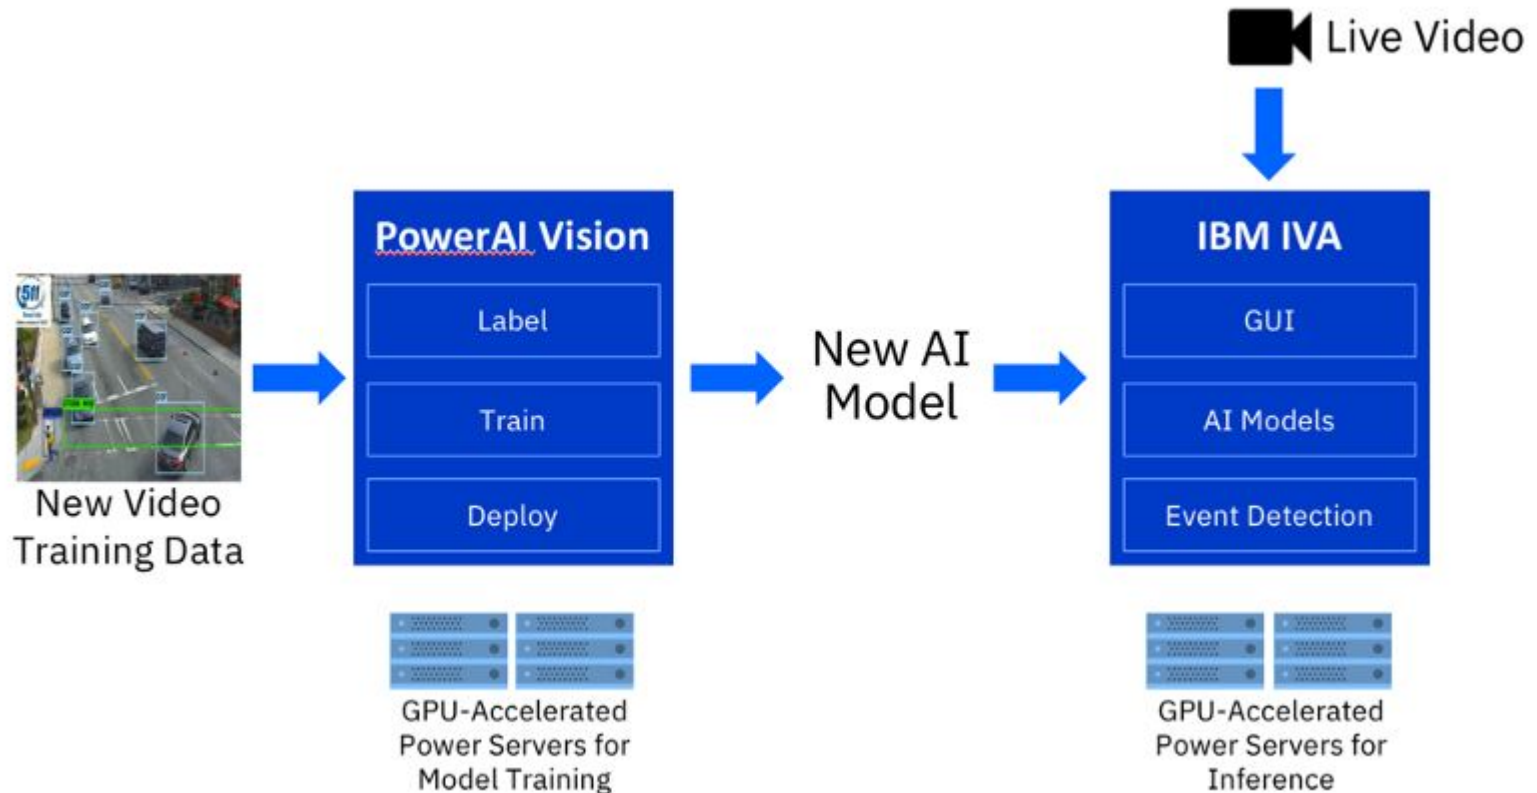 Live Video
PowerAI Vision
IBM IVA
511
Label
GUI
New AI
Model
Train
AI Models
New Video
Training Data
Deploy
Event Detection
GPU-Accelerated
Power Servers for
Model Training
GPU-Accelerated
Power Servers for
Inference